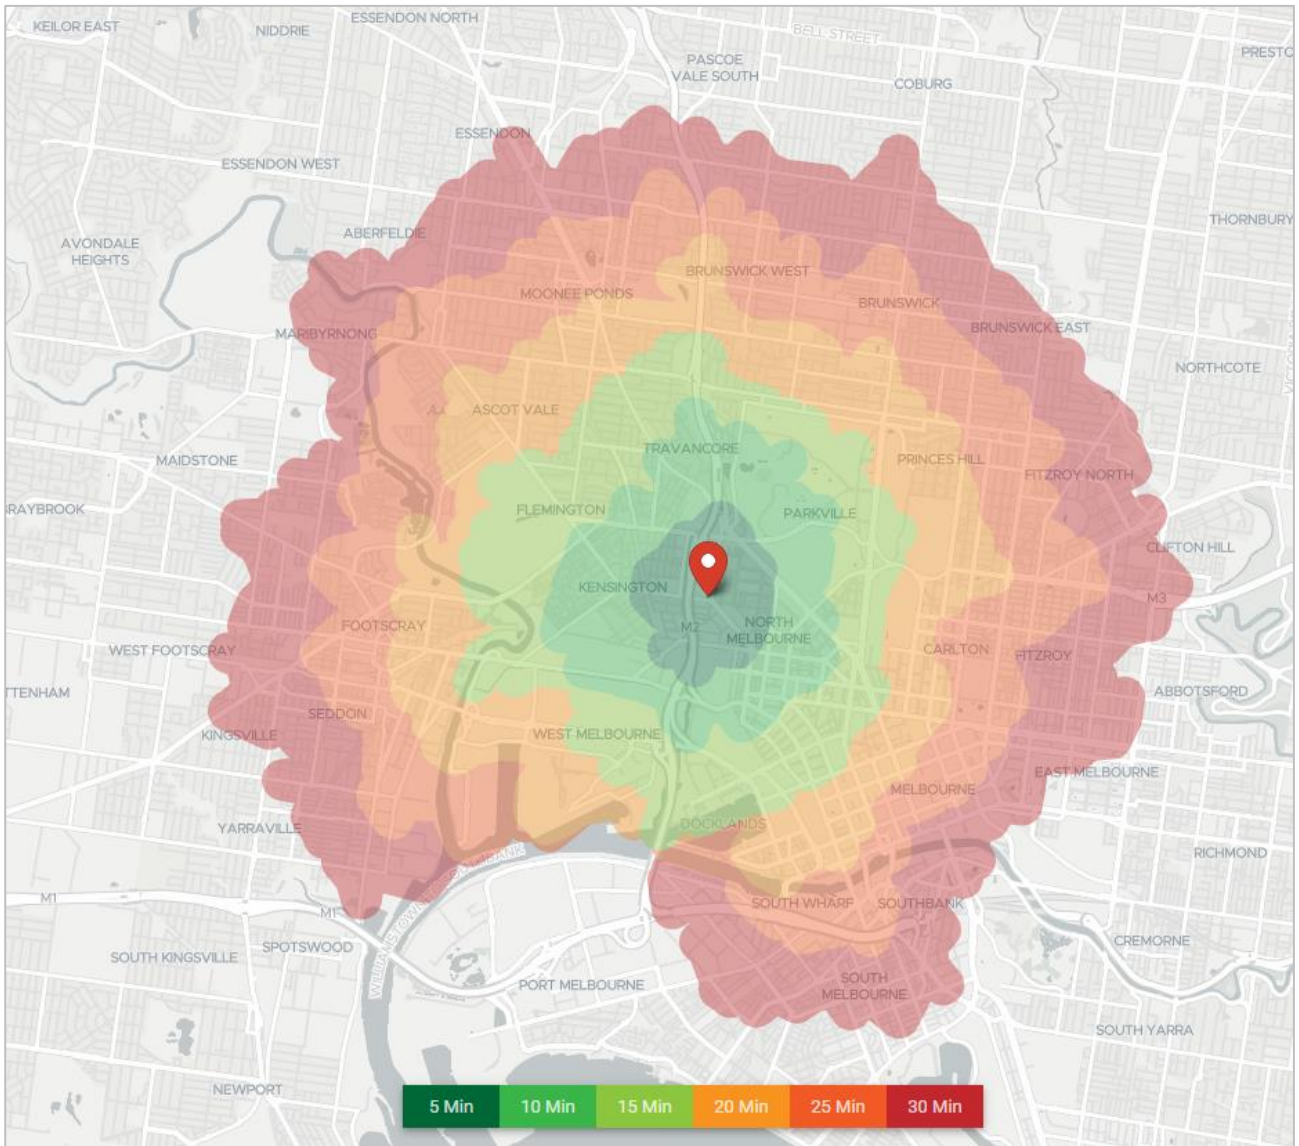 ESSENDON NORTH
KEILOR EAST
NIDDRIE
BELL STREET
PRESTO
PASCOE
VALE SOUTH
COBURG
ESSENDON
ESSENDON WEST
THORNBURY
ABERFELDIE
AVONDALE
HEIGHTS
BRUNSWICK WEST
MOONEE PONDS
BRUNSWICK
BRUNSWICK EAST
MARIBYRNONG
NORTHCOTE
ASCOT VALE
TRAVANCORE
MAIDSTONE
PRINCES HILL
FITZROY NORTH
RAYBROOK
FLEMINGTON
PARKVILLE
CLIFTON HILL
KENSINGTON
M3
FOOTSCRAY
M2
NORTH
MELBOURNE
WEST FOOTSCRAY
CARLTON
FITZROY
TTENHAM
ABBOTSFORD
SEDDON
KINGSVILLE
WEST MELBOURNE
EAST MELBOURNE
MELBOURNE
YARRAVILLE
DOCKLANDS
RICHMOND
M1
M1
SOUTH WHARF
SOUTHBANK
SPOTSWOOD
CREMORNE
SOUTH KINGSVILLE
PORT MELBOURNE
SOUTH
MELBOURNE
SOUTH YARRA
NEWPORT
5 Min
10 Min
15 Min
20 Min
25 Min
30 Min